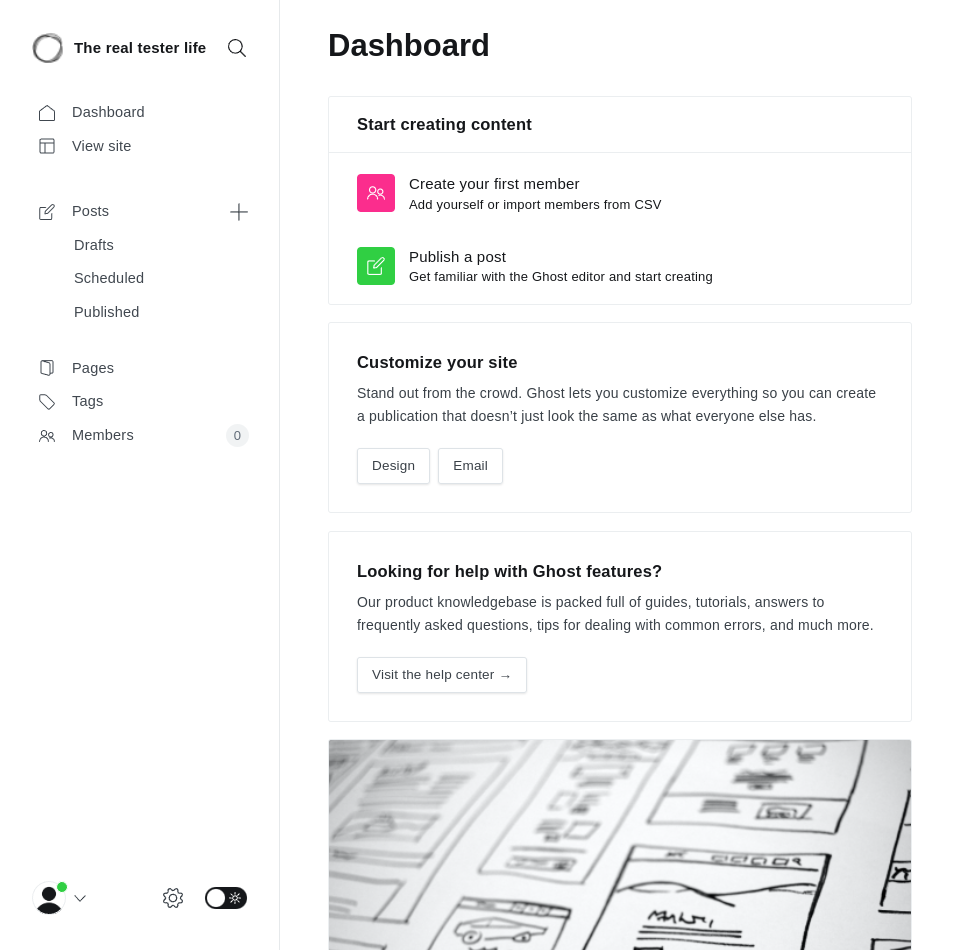 The real tester life
Dashboard
View site
Posts
Drafts
Scheduled
Published
Pages
Tags
Members
0
Dashboard
Start creating content
Create your first member
Add yourself or import members from CSV
Publish a post
Get familiar with the Ghost editor and start creating
Customize your site
Stand out from the crowd. Ghost lets you customize everything so you can create
a publication that doesn’t just look the same as what everyone else has.
Design
Email
Looking for help with Ghost features?
Our product knowledgebase is packed full of guides, tutorials, answers to
frequently asked questions, tips for dealing with common errors, and much more.
Visit the help center →